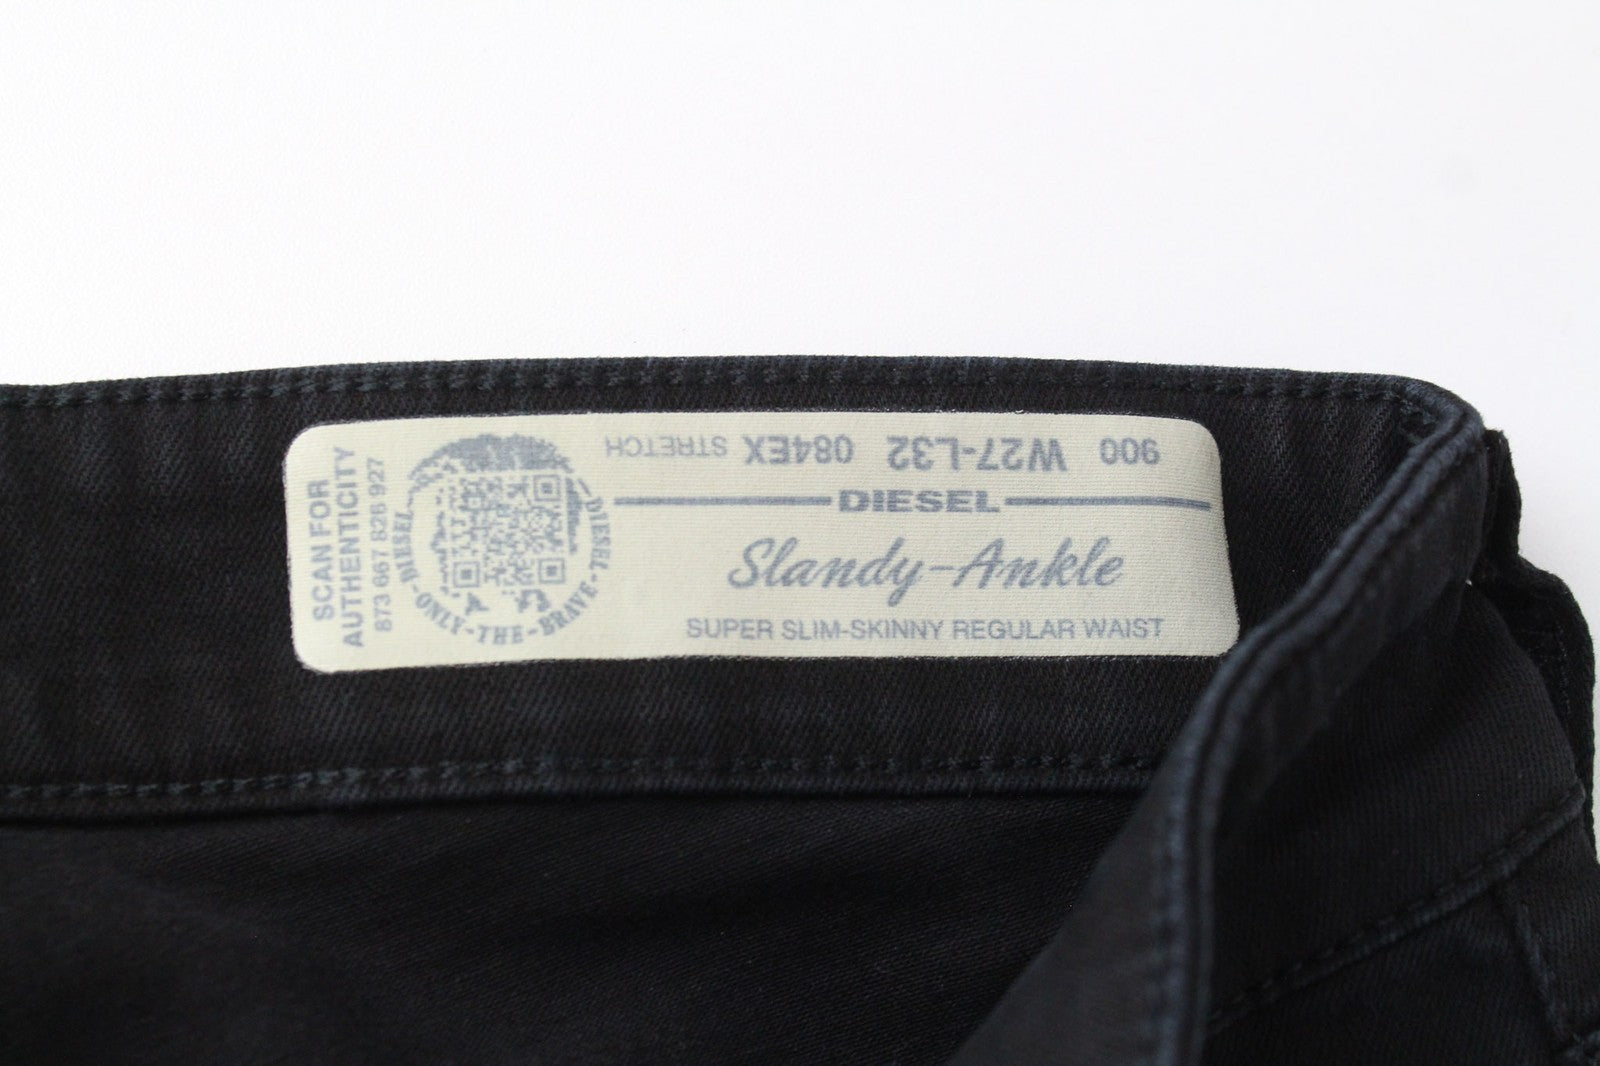 900 W27-L32 084EX STRETCH
DIESEL
Slandy-Ankle
SUPER SLIM-SKINNY REGULAR WAIST
SCAN FOR
AUTHENTICITY
873 667 826 927
DIESEL-ONLY-THE-BRAVE-DIESEL